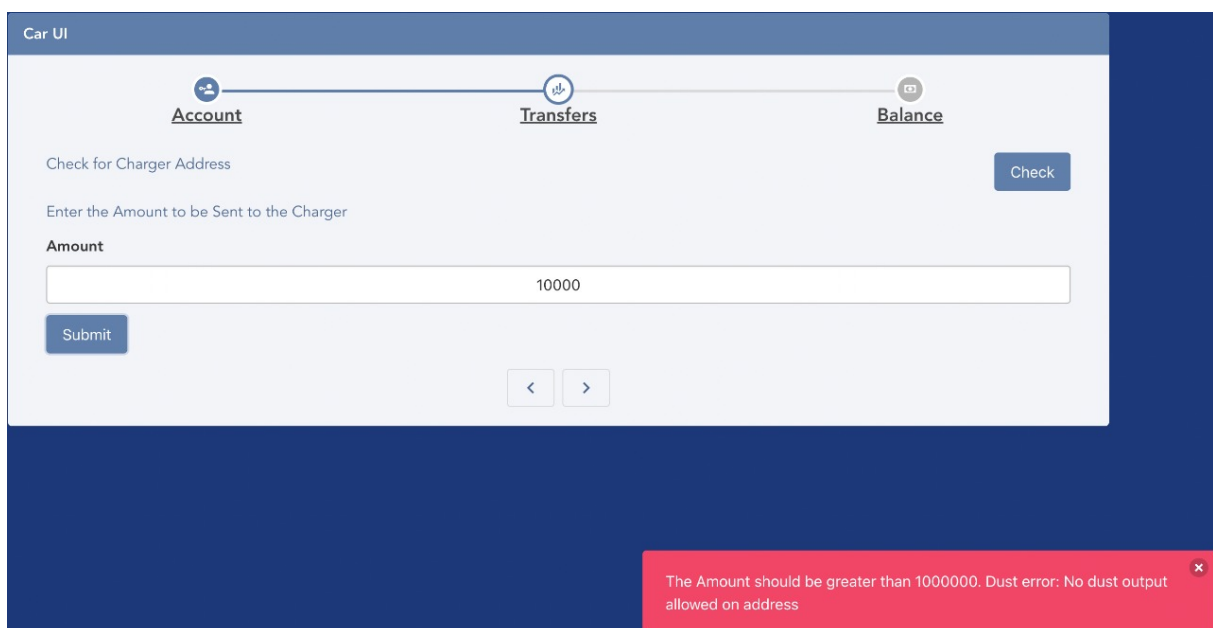 Car UI
Account
Transfers
Balance
Check for Charger Address
Check
Enter the Amount to be Sent to the Charger
Amount
10000
Submit
The Amount should be greater than 1000000. Dust error: No dust output
allowed on address